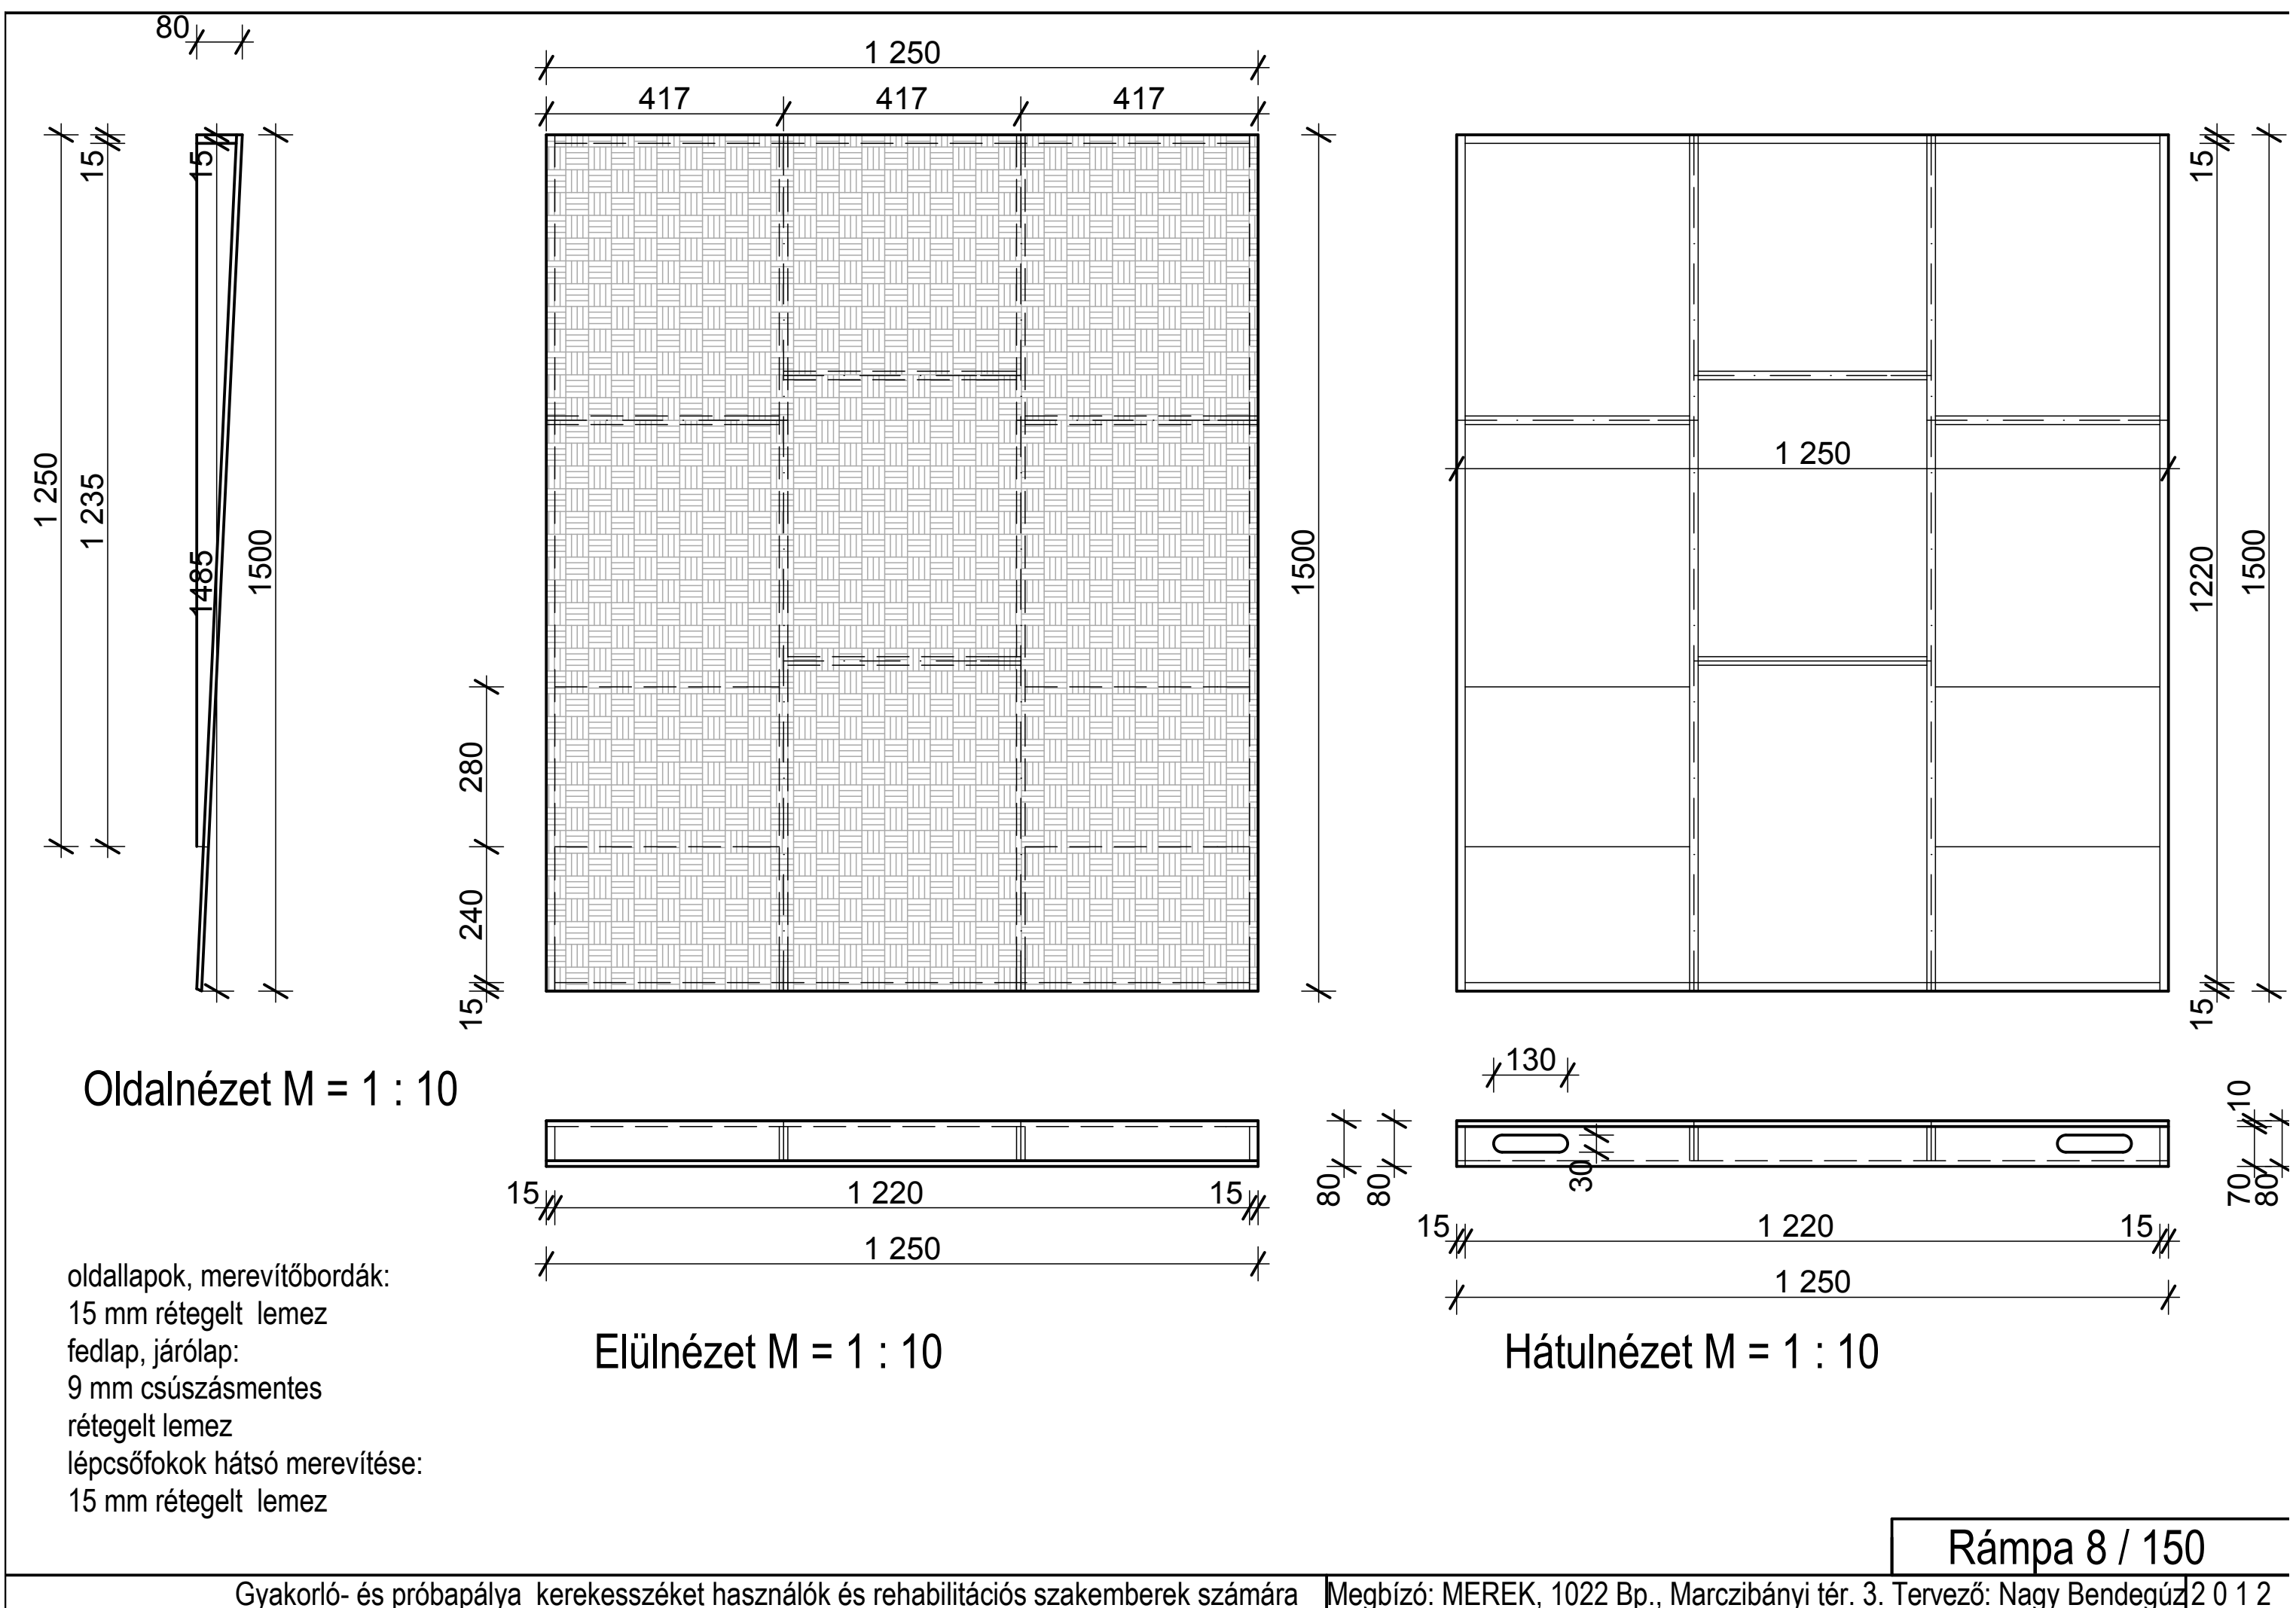 80
1 250
417 417 417
15
15
15
1 250
1 235
1485
1500
1500
1 250
1220
1500
280
240
15
15
Oldalnézet M = 1 : 10
130
10
80
80
30
70
80
15 1 220 15
1 250
15 1 220 15
1 250
Elülnézet M = 1 : 10
Hátulnézet M = 1 : 10
oldallapok, merevítőbordák:
15 mm rétegelt lemez
fedlap, járólap:
9 mm csúszásmentes
rétegelt lemez
lépcsőfokok hátsó merevítése:
15 mm rétegelt lemez
Rámpa 8 / 150
Gyakorló- és próbapálya kerekesszéket használók és rehabilitációs szakemberek számára Megbízó: MEREK, 1022 Bp., Marczibányi tér. 3. Tervező: Nagy Bendegúz 2 0 1 2